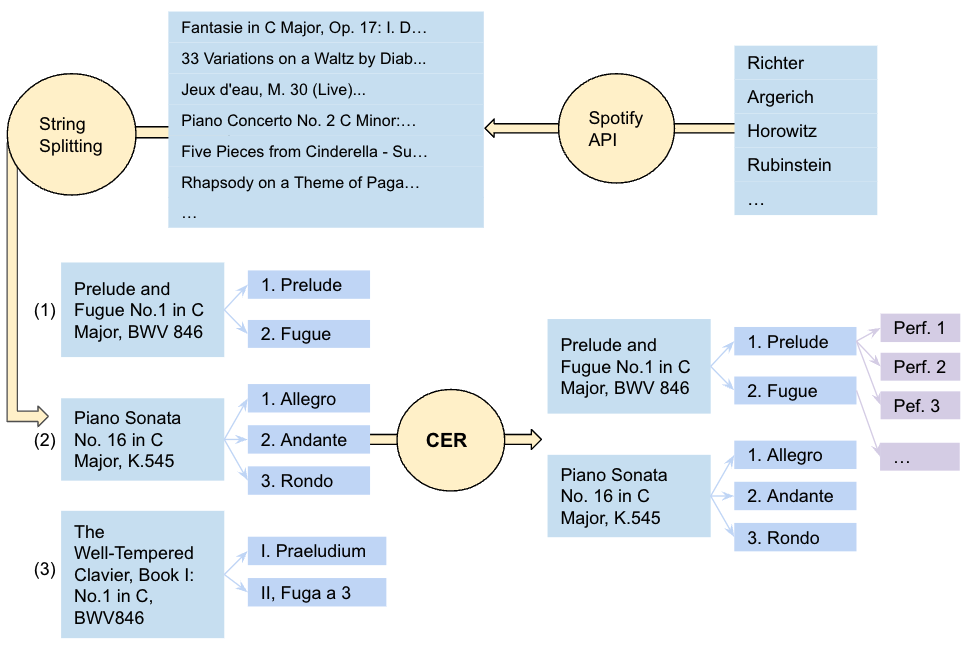 Fantasie in C Major, Op. 17: I. D…
33 Variations on a Waltz by Diab...
Jeux d'eau, M. 30 (Live)...
Piano Concerto No. 2 C Minor:…
Five Pieces from Cinderella - Su…
Rhapsody on a Theme of Paga…
…
String
Splitting
Spotify
API
Richter
Argerich
Horowitz
Rubinstein
…
(1)
Prelude and
Fugue No.1 in C
Major, BWV 846
1. Prelude
2. Fugue
(2)
Piano Sonata
No. 16 in C
Major, K.545
1. Allegro
2. Andante
3. Rondo
(3)
The
Well-Tempered
Clavier, Book I:
No.1 in C,
BWV846
I. Praeludium
II, Fuga a 3
CER
Prelude and
Fugue No.1 in C
Major, BWV 846
1. Prelude
2. Fugue
Perf. 1
Perf. 2
Pef. 3
…
Piano Sonata
No. 16 in C
Major, K.545
1. Allegro
2. Andante
3. Rondo